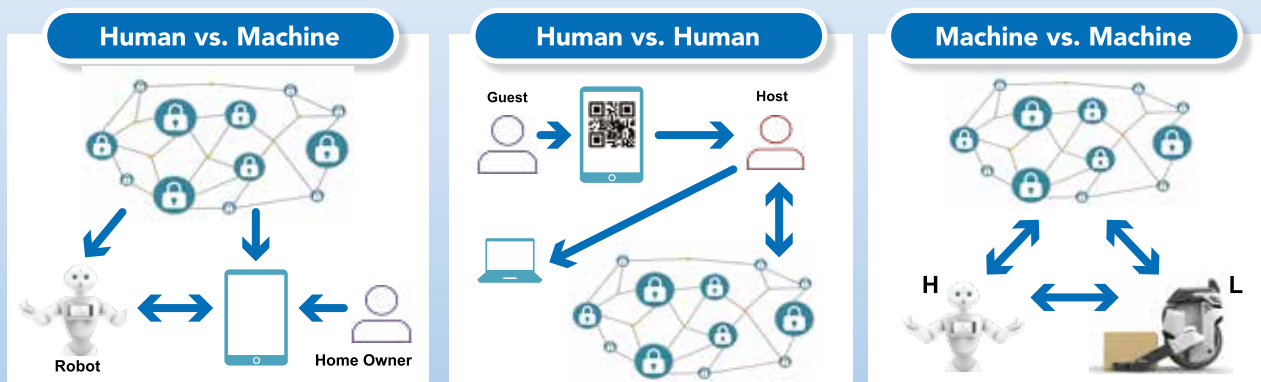 Human vs. Machine
Robot
Home Owner
Human vs. Human
Guest
Host
Machine vs. Machine
H
L